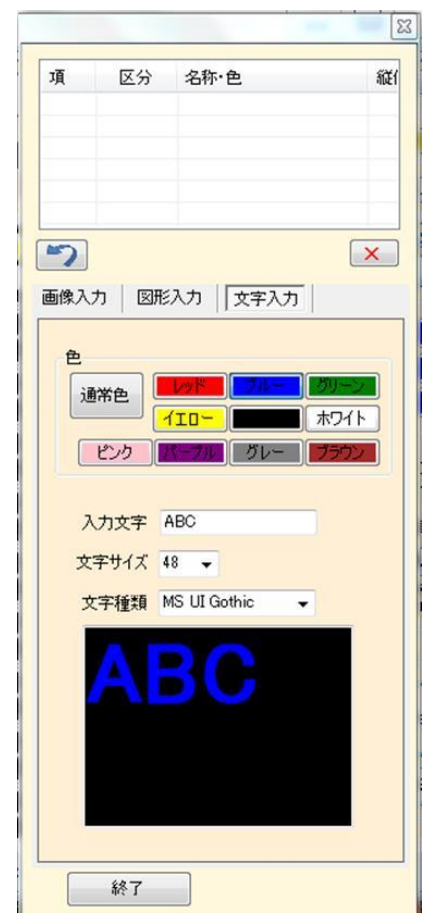 項 区分 名称・色
画像入力 図形入力 文字入力
色
通常色 レッド ブルー グリーン
イエロー ホワイト
ピンク パープル グレー ブラウン
入力文字 ABC
文字サイズ 48
文字種類 MS UI Gothic
ABC
終了